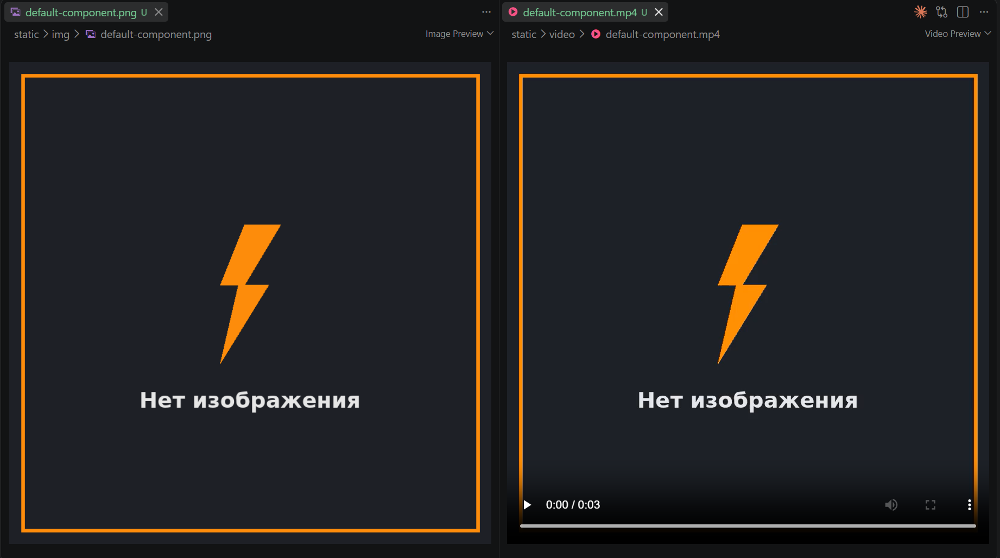 default-component.png U
static > img > default-component.png
Image Preview
Нет изображения
default-component.mp4 U
static > video > default-component.mp4
Video Preview
Нет изображения
0:00 / 0:03